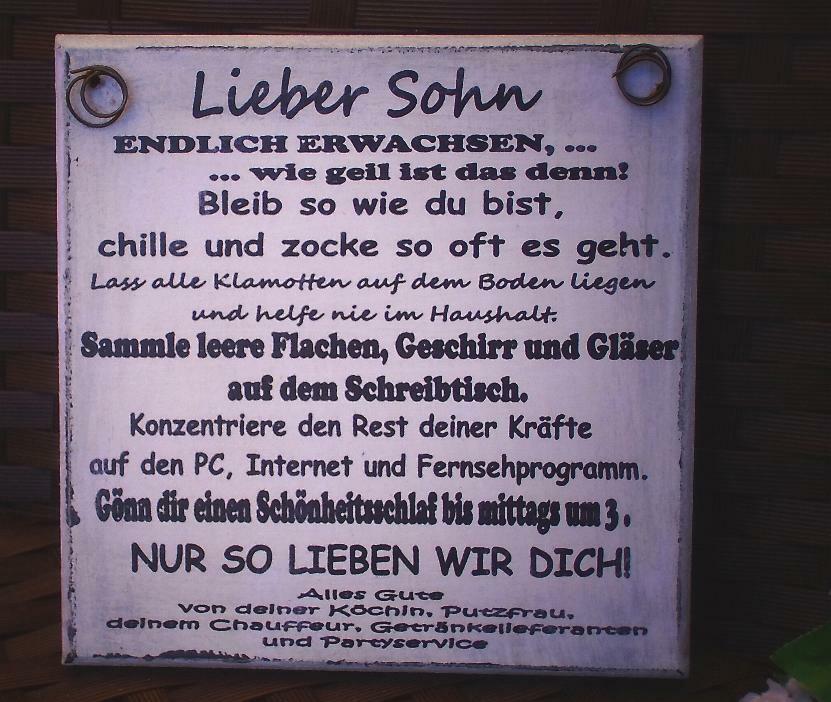 Lieber Sohn
ENDLICH ERWACHSEN, ...
... wie geil ist das denn!
Bleib so wie du bist,
chille und zocke so oft es geht.
Lass alle Klamotten auf dem Boden liegen
und helfe nie im Haushalt.
Sammle leere Flachen, Geschirr und Gläser
auf dem Schreibtisch.
Konzentriere den Rest deiner Kräfte
auf den PC, Internet und Fernsehprogramm.
Gönn dir einen Schönheitsschlaf bis mittags um 3.
NUR SO LIEBEN WIR DICH!
Alles Gute
von deiner Köchin, Putzfrau,
deinem Chauffeur, Getränkelieferanten
und Partyservice